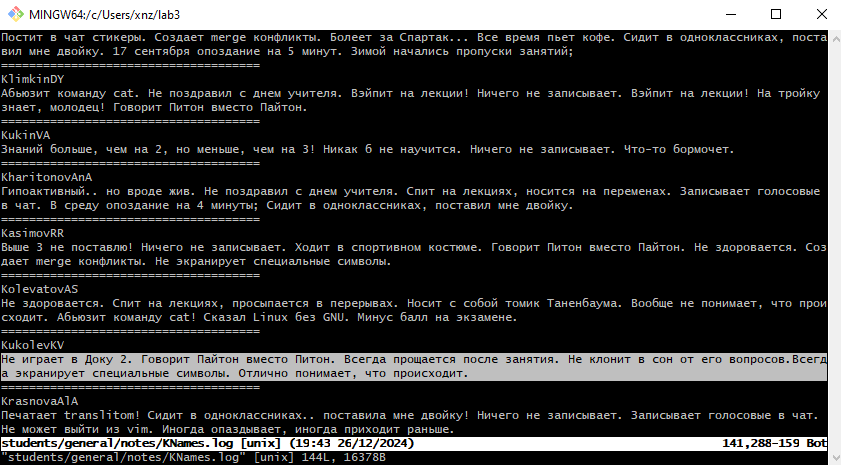 MINGW64:/c/Users/xnz/lab3
Постит в чат стикеры. Создает merge конфликты. Болеет за Спартак... Все время пьет кофе. Сидит в одноклассниках, поста
вил мне двойку. 17 сентября опоздание на 5 минут. Зимой начались пропуски занятий;
=====================================
KlimkinDY
Абьюзит команду cat. Не поздравил с днем учителя. Вэйпит на лекции! Ничего не записывает. Вэйпит на лекции! На тройку
знает, молодец! Говорит Питон вместо Пайтон.
=====================================
KukinVA
Знаний больше, чем на 2, но меньше, чем на 3! Никак б не научится. Ничего не записывает. Что-то бормочет.
=====================================
KharitonovAnA
Гипоактивный.. но вроде жив. Не поздравил с днем учителя. Спит на лекциях, носится на переменах. Записывает голосовые
в чат. В среду опоздание на 4 минуты; Сидит в одноклассниках, поставил мне двойку.
=====================================
KasimovRR
Выше 3 не поставлю! Ничего не записывает. Ходит в спортивном костюме. Говорит Питон вместо Пайтон. Не здоровается. Соз
дает merge конфликты. Не экранирует специальные символы.
=====================================
KolevatovAS
Не здоровается. Спит на лекциях, просыпается в перерывах. Носит с собой томик Таненбаума. Вообще не понимает, что прои
сходит. Абьюзит команду cat! Сказал Linux без GNU. Минус балл на экзамене.
=====================================
KukolevKV
Не играет в Доку 2. Говорит Пайтон вместо Питон. Всегда прощается после занятия. Не клонит в сон от его вопросов.Всегд
а экранирует специальные символы. Отлично понимает, что происходит.
=====================================
KrasnovaAlA
Печатает translitom! Сидит в одноклассниках.. поставила мне двойку! Ничего не записывает. Записывает голосовые в чат.
Не может выйти из vim. Иногда опаздывает, иногда приходит раньше.
students/general/notes/KNames.log [unix] (19:43 26/12/2024) 141,288-159 Bot
"students/general/notes/KNames.log" [unix] 144L, 16378B